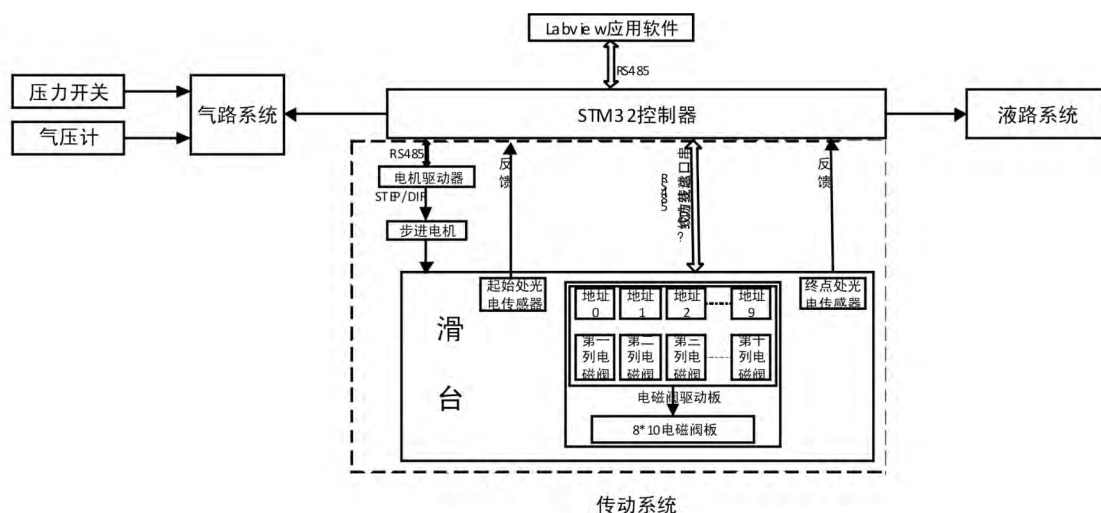 Labview应用软件
RS485
压力开关
气压计
气路系统
STM32控制器
液路系统
RS485
电机驱动器
STEP/DIR
步进电机
反馈
反馈
起始处光
电传感器
终点处光
电传感器
滑台
地址
0
地址
1
地址
2
地址
9
第一
列电
磁阀
第二
列电
磁阀
第三
列电
磁阀
第十
列电
磁阀
电磁阀驱动板
8*10电磁阀板
传动系统